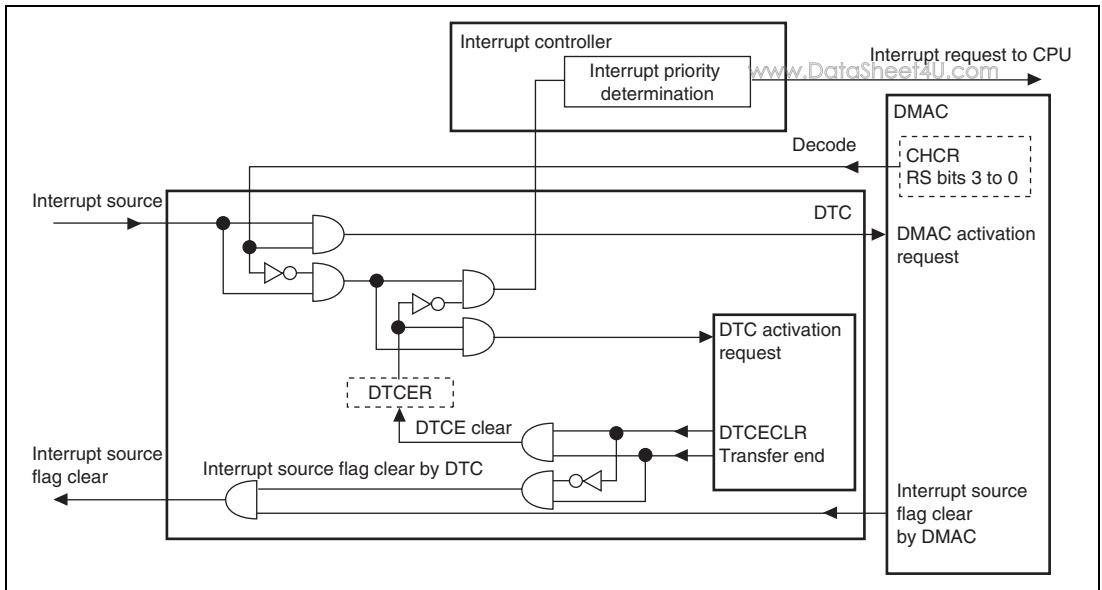 Interrupt controller
Interrupt priority
determination
Interrupt request to CPU
www.DataSheet4U.com
DMAC
Decode
CHCR
RS bits 3 to 0
Interrupt source
DTC
DMAC activation
request
DTC activation
request
DTCER
DTCE clear
DTCECLR
Transfer end
Interrupt source
flag clear
Interrupt source flag clear by DTC
Interrupt source
flag clear
by DMAC